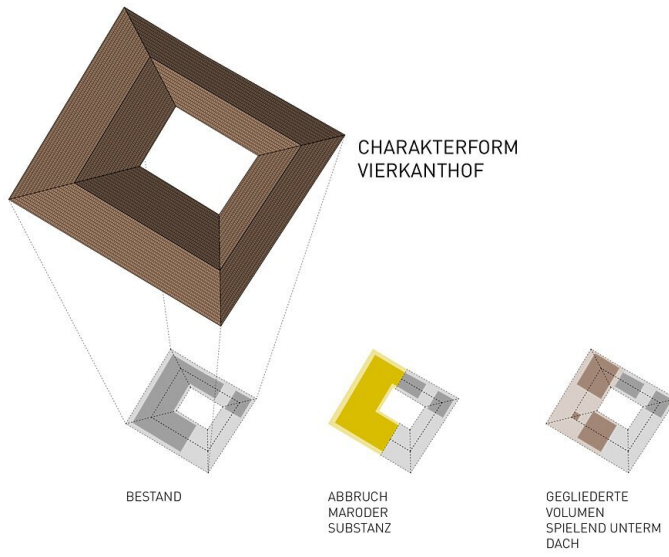 CHARAKTERFORM
VIERKANTHOF
BESTAND
ABBRUCH
MARODER
SUBSTANZ
GEGLIEDERTE
VOLUMEN
SPIELEND UNTERM
DACH